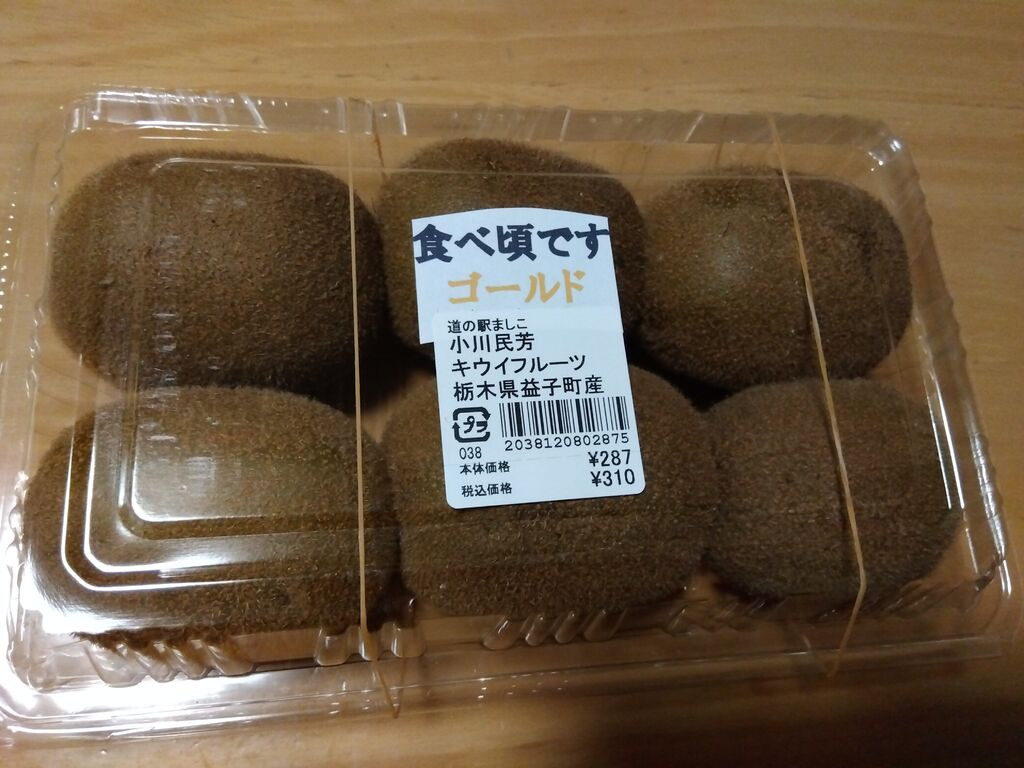 食べ頃です
ゴールド
道の駅ましこ
小川民芳
キウイフルーツ
栃木県益子町産
プラ
2038120802875
038
本体価格 ¥287
税込価格 ¥310